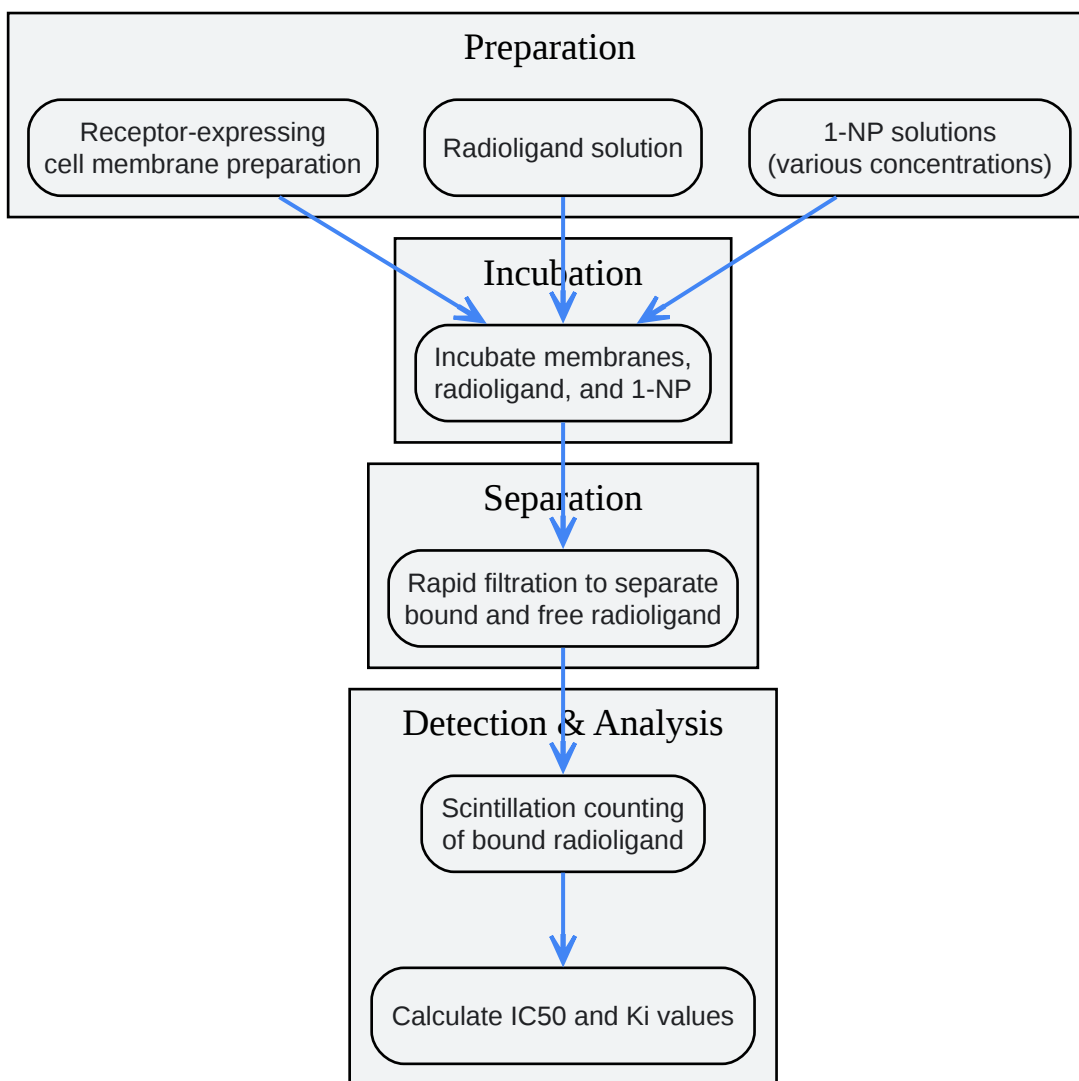 Preparation
Receptor-expressing
cell membrane preparation
Radioligand solution
1-NP solutions
(various concentrations)
Incubation
Incubate membranes,
radioligand, and 1-NP
Separation
Rapid filtration to separate
bound and free radioligand
Detection & Analysis
Scintillation counting
of bound radioligand
Calculate IC50 and Ki values